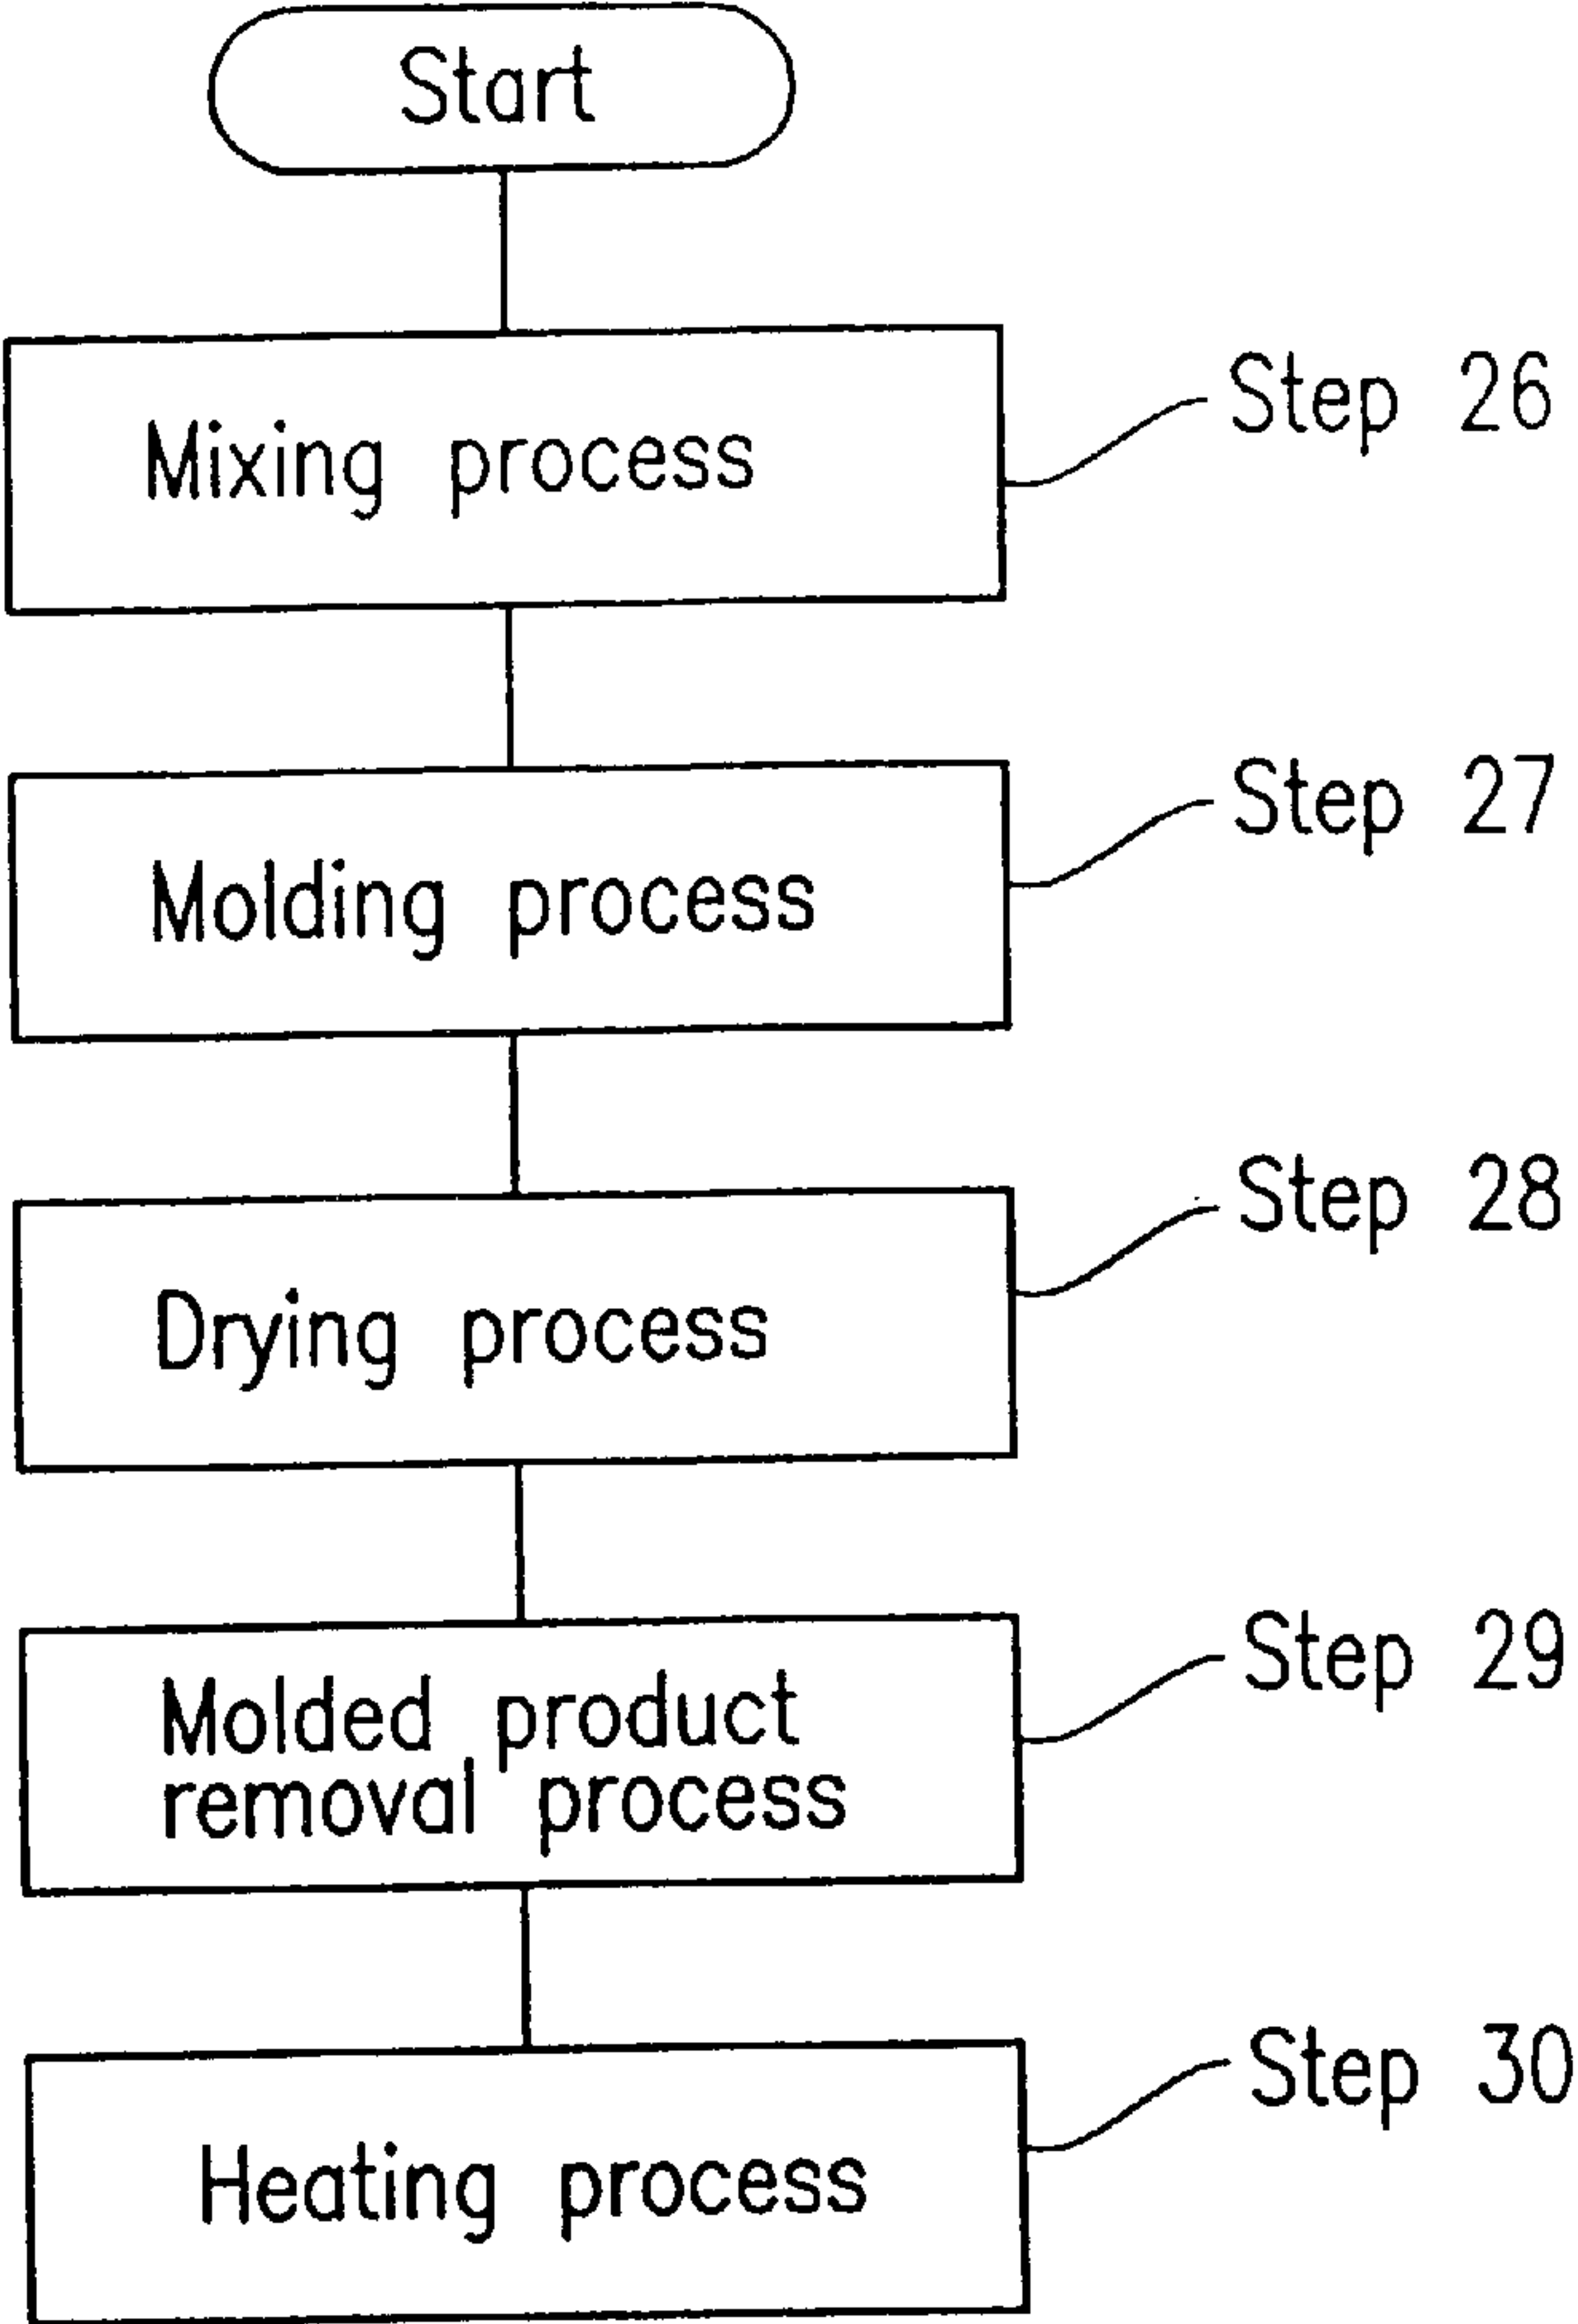 Start
Mixing process
Step 26
Molding process
Step 27
Drying process
Step 28
Molded product
removal process
Step 29
Heating process
Step 30